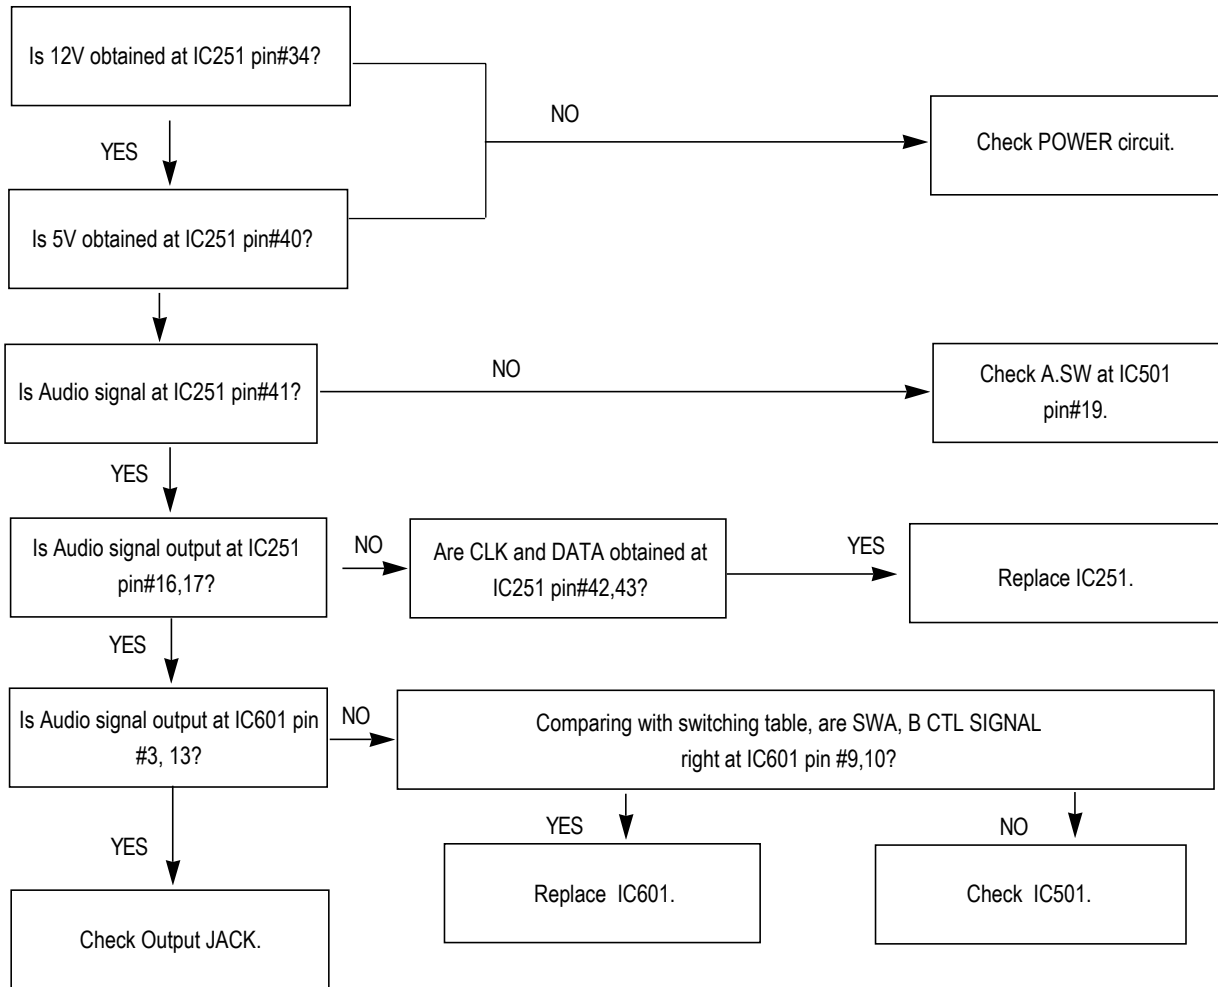 Is 12V obtained at IC251 pin#34?
NO
Check POWER circuit.
YES
Is 5V obtained at IC251 pin#40?
Is Audio signal at IC251 pin#41?
NO
Check A.SW at IC501
pin#19.
YES
Is Audio signal output at IC251
pin#16,17?
NO
Are CLK and DATA obtained at
IC251 pin#42,43?
YES
Replace IC251.
YES
Is Audio signal output at IC601 pin
#3, 13?
NO
Comparing with switching table, are SWA, B CTL SIGNAL
right at IC601 pin #9,10?
YES
Replace IC601.
NO
Check IC501.
YES
Check Output JACK.